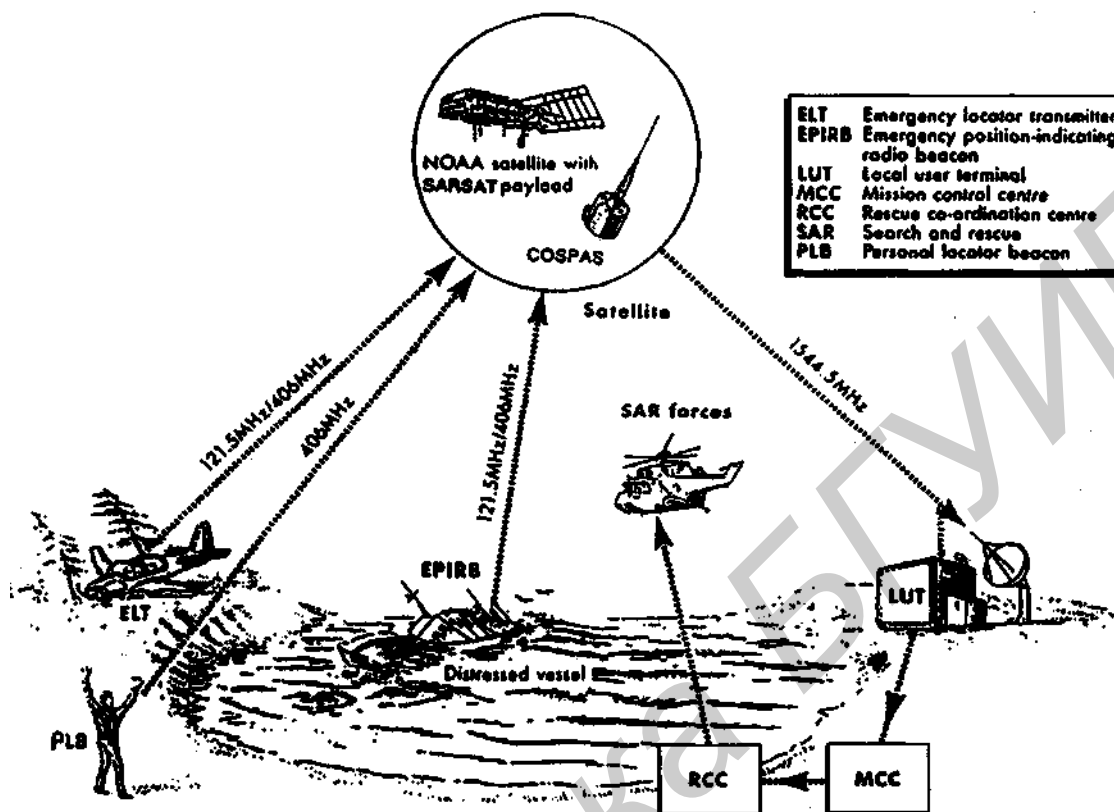 NOAA satellite with
SARSAT payload
COSPAS
Satellite
ELT Emergency locator transmitter
EPIRB Emergency position-indicating
radio beacon
LUT Local user terminal
MCC Mission control centre
RCC Rescue co-ordination centre
SAR Search and rescue
PLB Personal locator beacon
121.5MHz/406MHz
406MHz
121.5MHz/406MHz
1544.5MHz
SAR forces
ELT
EPIRB
LUT
Distressed vessel
PLB
RCC
MCC
ка БГУИ